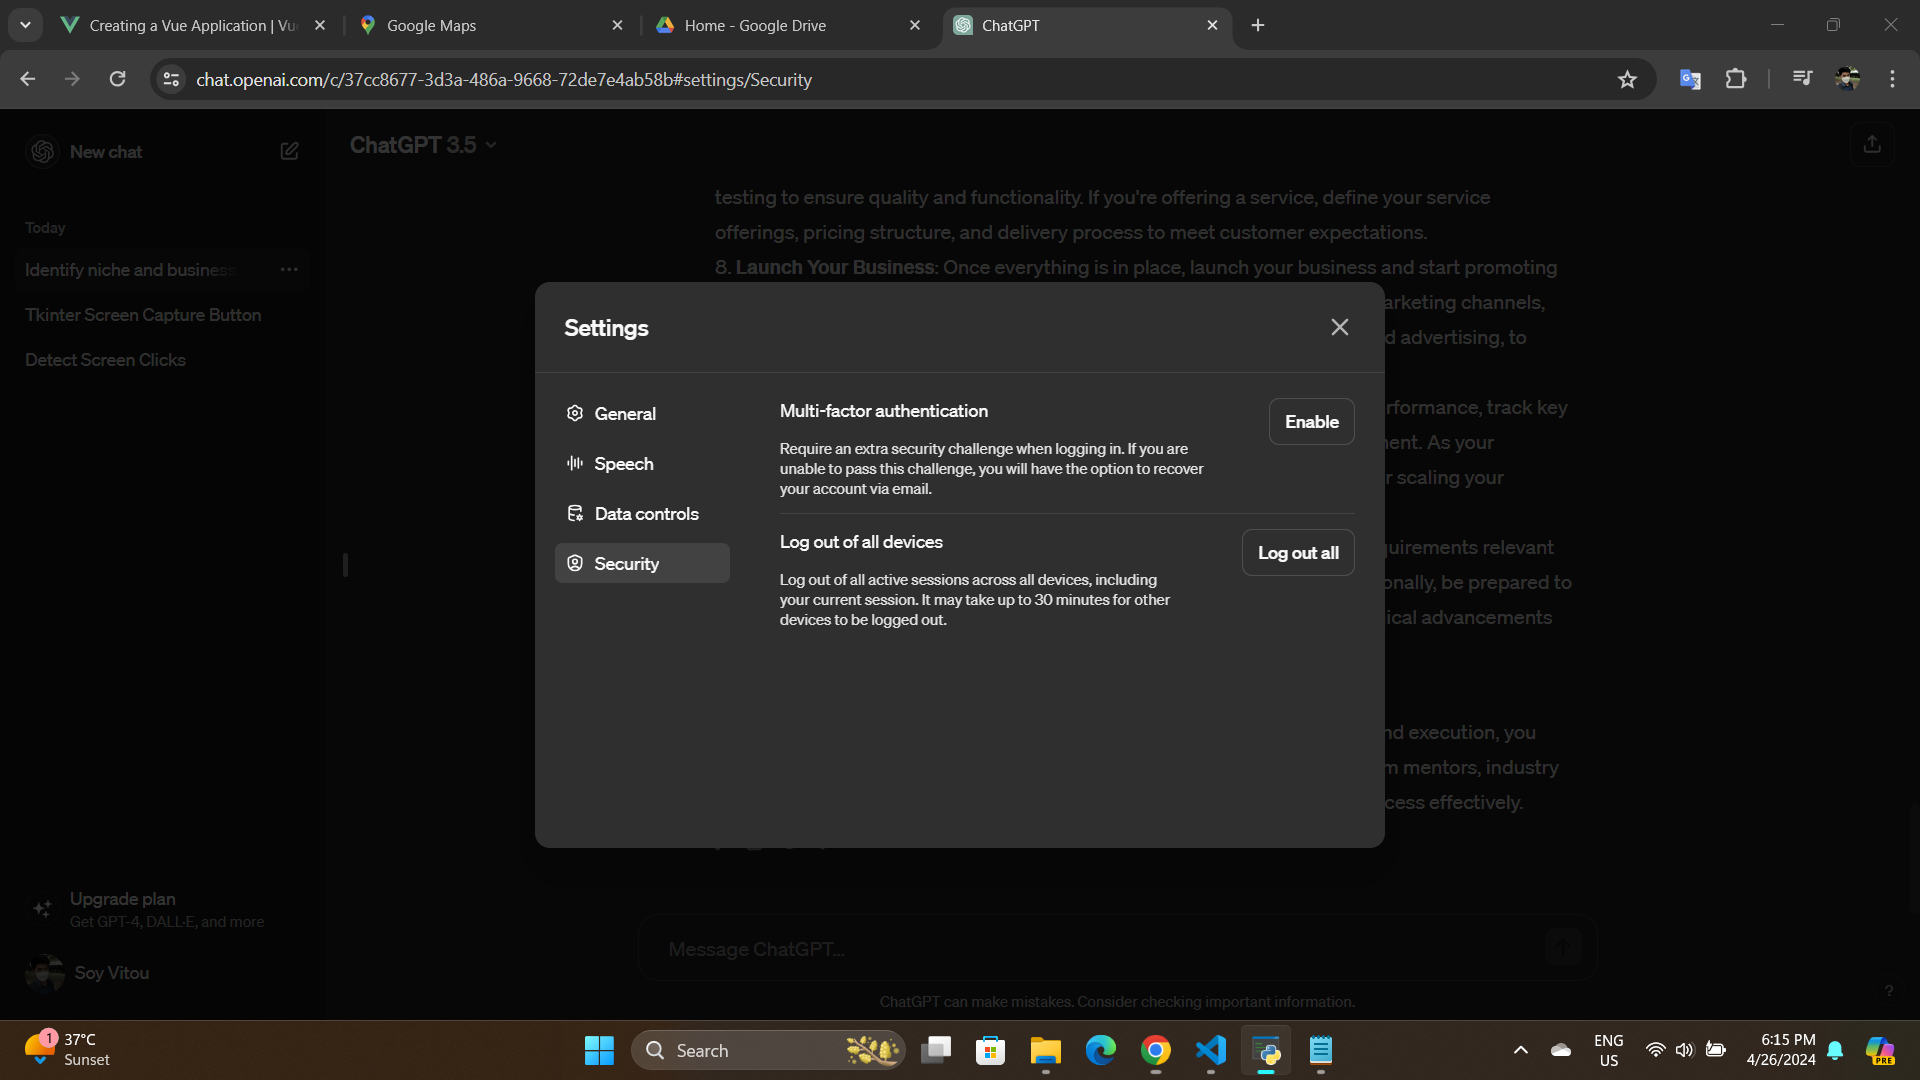 Creating a Vue Application | Vu
Google Maps
Home - Google Drive
ChatGPT
chat.openai.com/c/37cc8677-3d3a-486a-9668-72de7e4ab58b#settings/Security
New chat
ChatGPT 3.5
Today
Identify niche and business
Tkinter Screen Capture Button
Detect Screen Clicks
testing to ensure quality and functionality. If you're offering a service, define your service
offerings, pricing structure, and delivery process to meet customer expectations.
8. Launch Your Business: Once everything is in place, launch your business and start promoting
arketing channels,
d advertising, to
rformance, track key
ent. As your
r scaling your
uirements relevant
onally, be prepared to
ical advancements
nd execution, you
m mentors, industry
cess effectively.
Settings
General
Speech
Data controls
Security
Multi-factor authentication
Enable
Require an extra security challenge when logging in. If you are
unable to pass this challenge, you will have the option to recover
your account via email.
Log out of all devices
Log out all
Log out of all active sessions across all devices, including
your current session. It may take up to 30 minutes for other
devices to be logged out.
Upgrade plan
Get GPT-4, DALL·E, and more
Soy Vitou
Message ChatGPT...
ChatGPT can make mistakes. Consider checking important information.
?
1
37°C
Sunset
Search
ENG
US
6:15 PM
4/26/2024
PRE